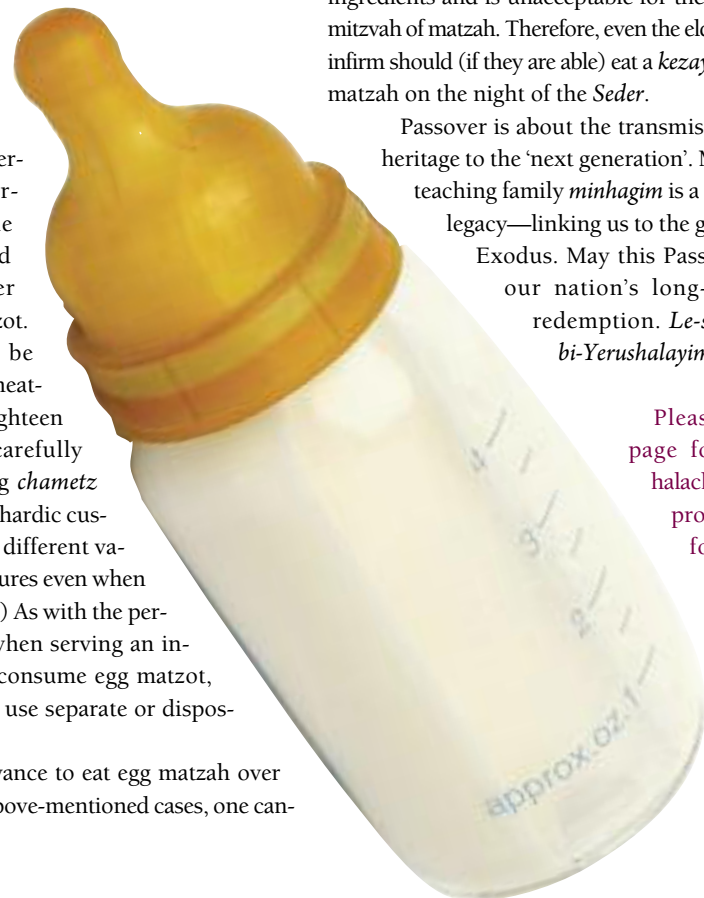 er-
r-
e
d
er
zot.
be
heat-
ghteen
carefully
g chametz
hardic cus-
different va-
ures even when
) As with the per-
when serving an in-
consume egg matzot,
use separate or dispos-
vance to eat egg matzah over
bove-mentioned cases, one can-
ingredients and is unacceptable for the
mitzvah of matzah. Therefore, even the eld
infirm should (if they are able) eat a kezay
matzah on the night of the Seder.
Passover is about the transmis
heritage to the ‘next generation’. M
teaching family minhagim is a
legacy—linking us to the g
Exodus. May this Pass
our nation’s long-
redemption. Le-s
bi-Yerushalayim
Pleas
page fo
halach
pro
fo
4
3
2
approx.oz.1